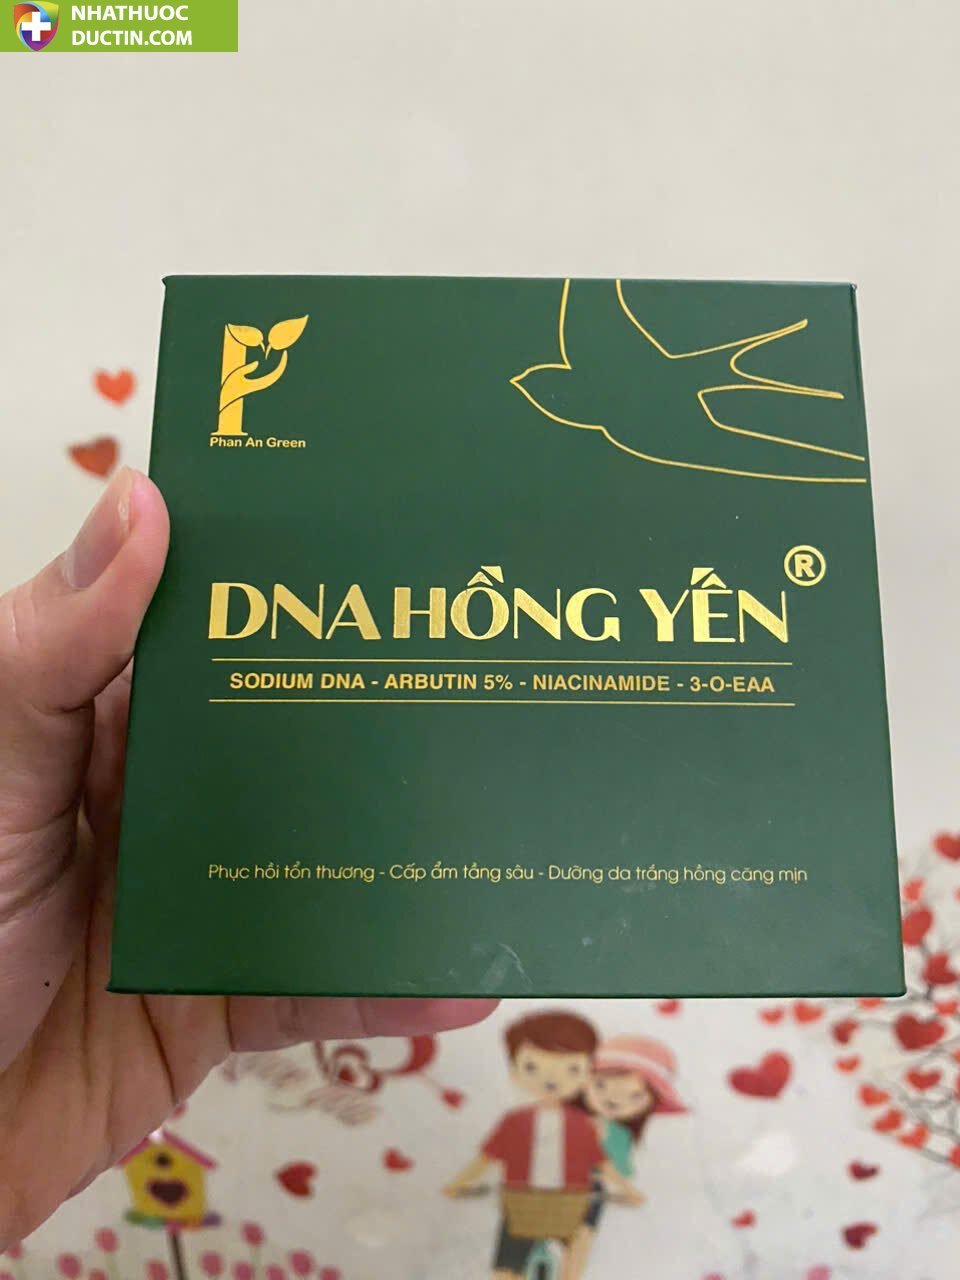 NHATHUOC
DUCTIN.COM
Phan An Green
DNA HỒNG YẾN ®
SODIUM DNA - ARBUTIN 5% - NIACINAMIDE - 3-O-EAA
Phục hồi tổn thương - Cấp ẩm tầng sâu - Dưỡng da trắng hồng căng mịn